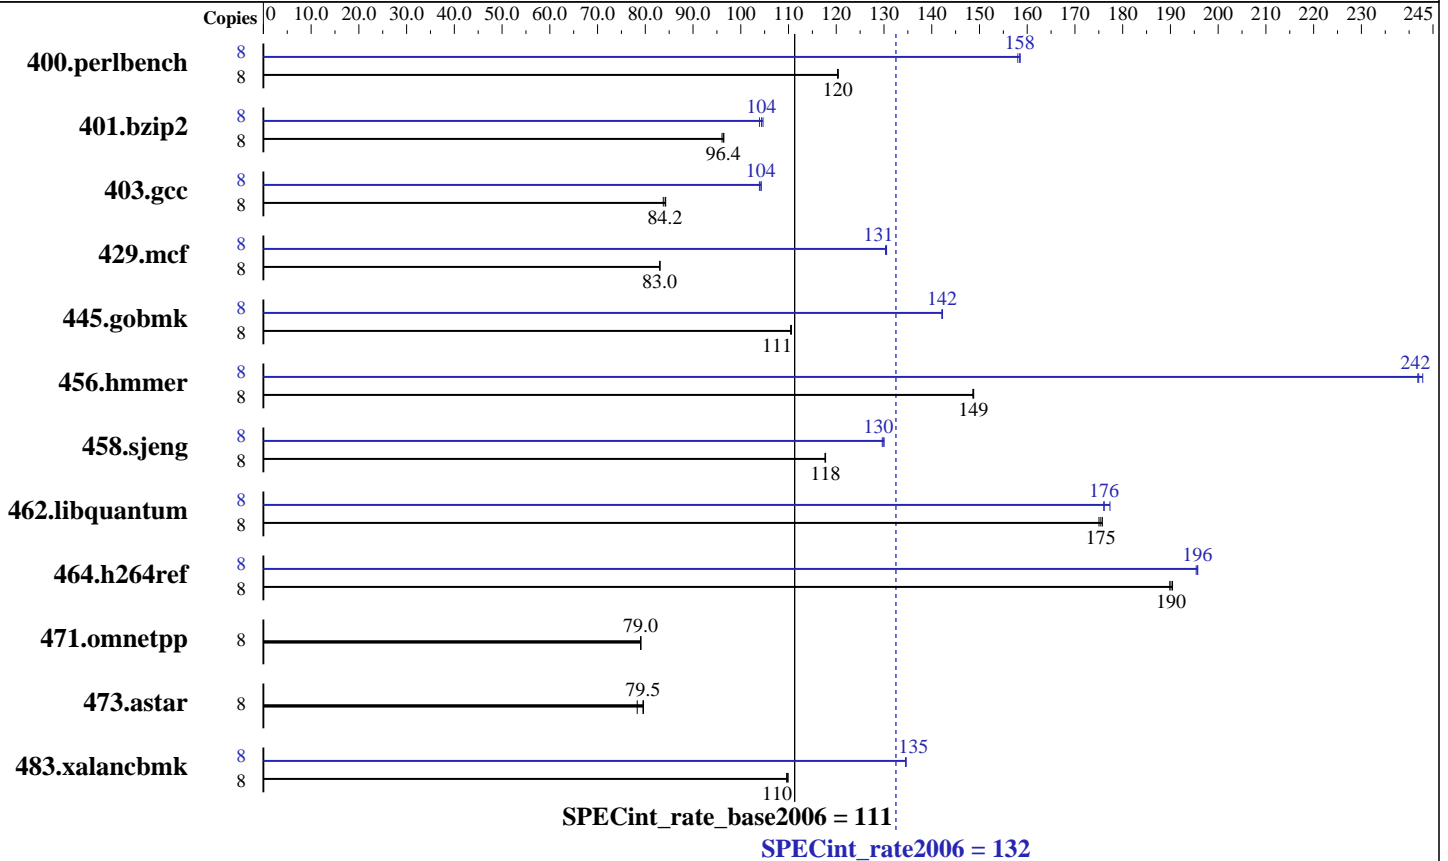 Copies 0 10.0 20.0 30.0 40.0 50.0 60.0 70.0 80.0 90.0 100 110 120 130 140 150 160 170 180 190 200 210 220 230 245
400.perlbench 8 158
8 120
401.bzip2 8 104
8 96.4
403.gcc 8 104
8 84.2
429.mcf 8 131
8 83.0
445.gobmk 8 142
8 111
456.hmmer 8 242
8 149
458.sjeng 8 130
8 118
462.libquantum 8 176
8 175
464.h264ref 8 196
8 190
471.omnetpp 8 79.0
473.astar 8 79.5
483.xalancbmk 8 135
8 110
SPECint_rate_base2006 = 111
SPECint_rate2006 = 132